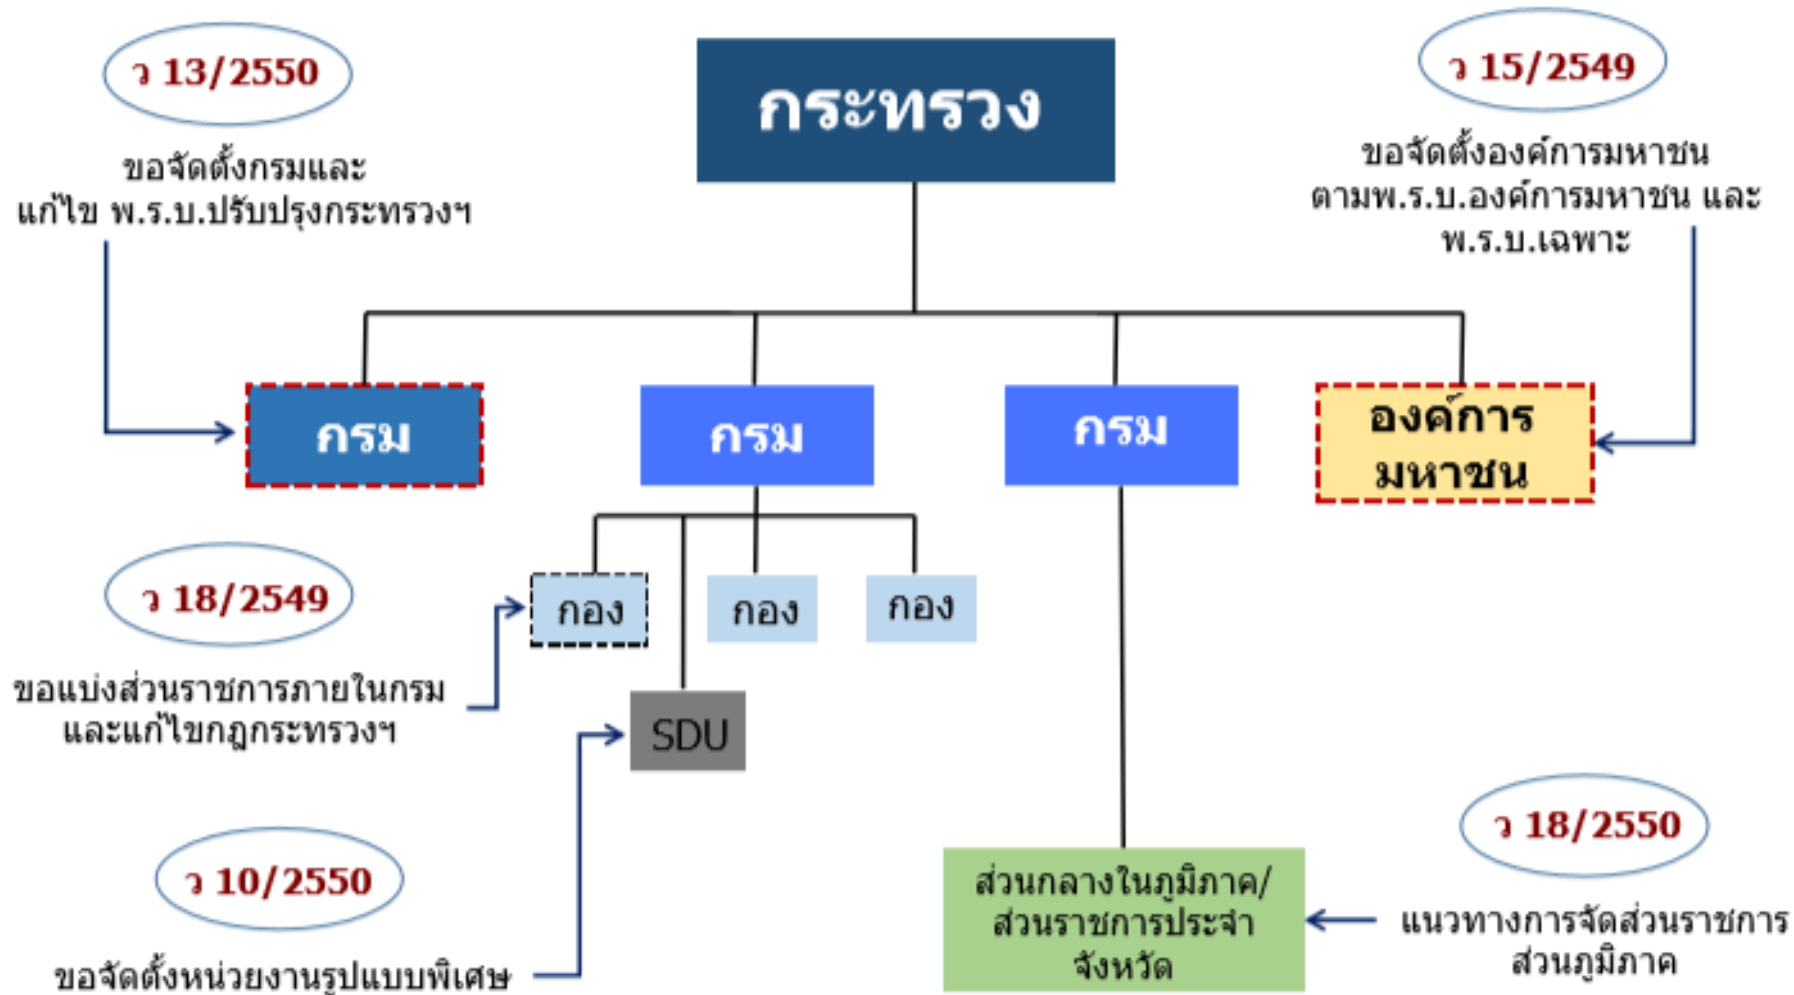 ว 13/2550
ขอจัดตั้งกรมและ
แก้ไข พ.ร.บ.ปรับปรุงกระทรวงฯ
กระทรวง
ว 15/2549
ขอจัดตั้งองค์การมหาชน
ตามพ.ร.บ.องค์การมหาชน และ
พ.ร.บ.เฉพาะ
กรม
กรม
กรม
องค์การ
มหาชน
ว 18/2549
ขอแบ่งส่วนราชการภายในกรม
และแก้ไขกฎกระทรวงฯ
กอง
กอง
กอง
SDU
ว 10/2550
ขอจัดตั้งหน่วยงานรูปแบบพิเศษ
ส่วนกลางในภูมิภาค/
ส่วนราชการประจำ
จังหวัด
ว 18/2550
แนวทางการจัดส่วนราชการ
ส่วนภูมิภาค